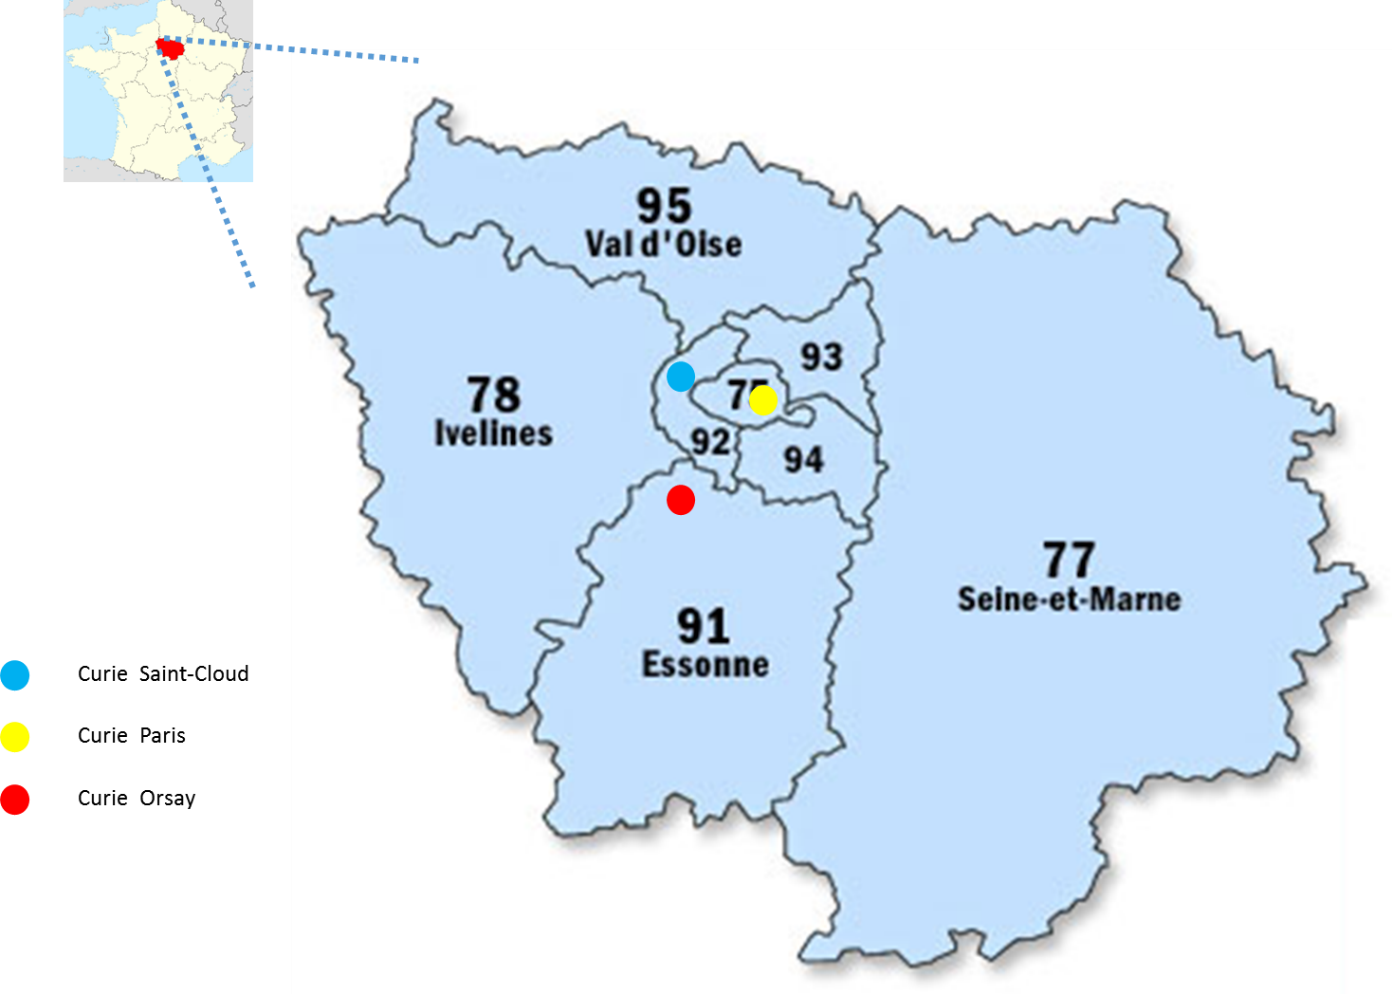 95
Val d'Oise
93
78
Ivelines
75
92
94
77
Seine-et-Marne
91
Essonne
Curie Saint-Cloud
Curie Paris
Curie Orsay